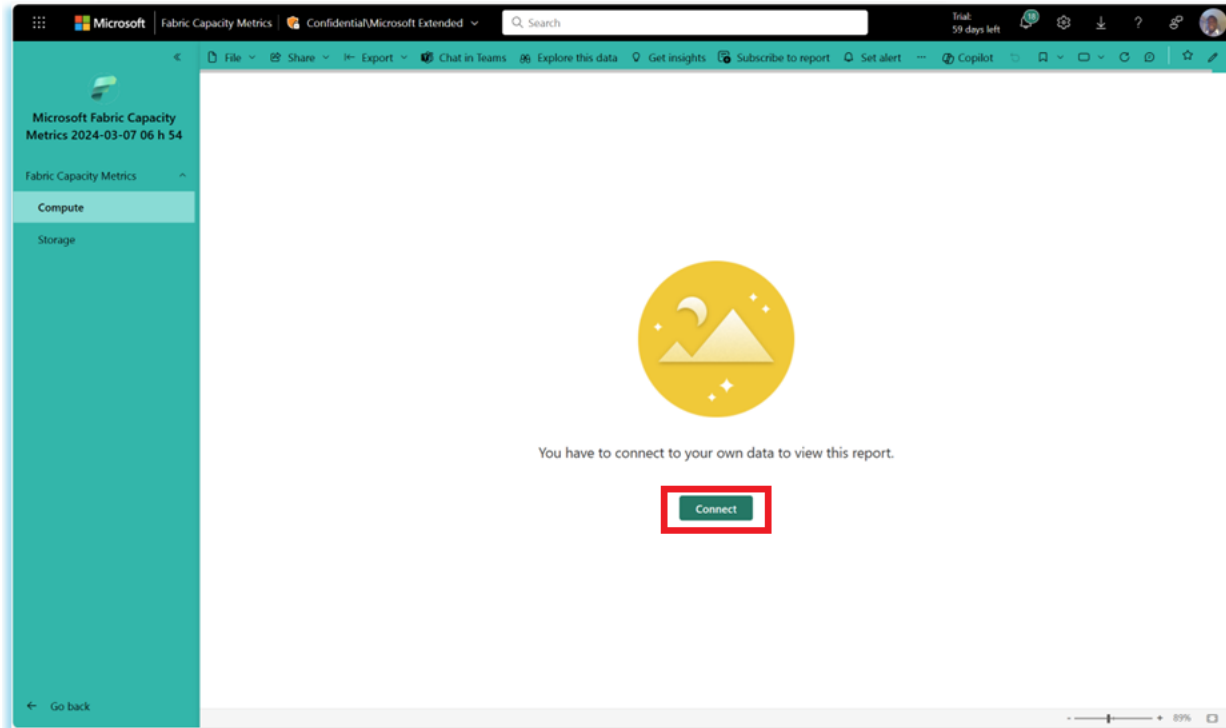 Microsoft Fabric Capacity Metrics Confidential\Microsoft Extended Search Trial: 18 ?
59 days left
File Share Export Chat in Teams Explore this data Get insights Subscribe to report Set alert ... Copilot
Microsoft Fabric Capacity
Metrics 2024-03-07 06 h 54
Fabric Capacity Metrics
Compute
Storage
You have to connect to your own data to view this report.
Connect
Go back
- + 89%